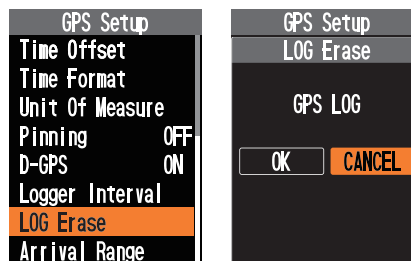 GPS Setup
Time Offset
Time Format
Unit Of Measure
Pinning OFF
D-GPS ON
Logger Interval
LOG Erase
Arrival Range
GPS Setup
LOG Erase
GPS LOG
OK CANCEL